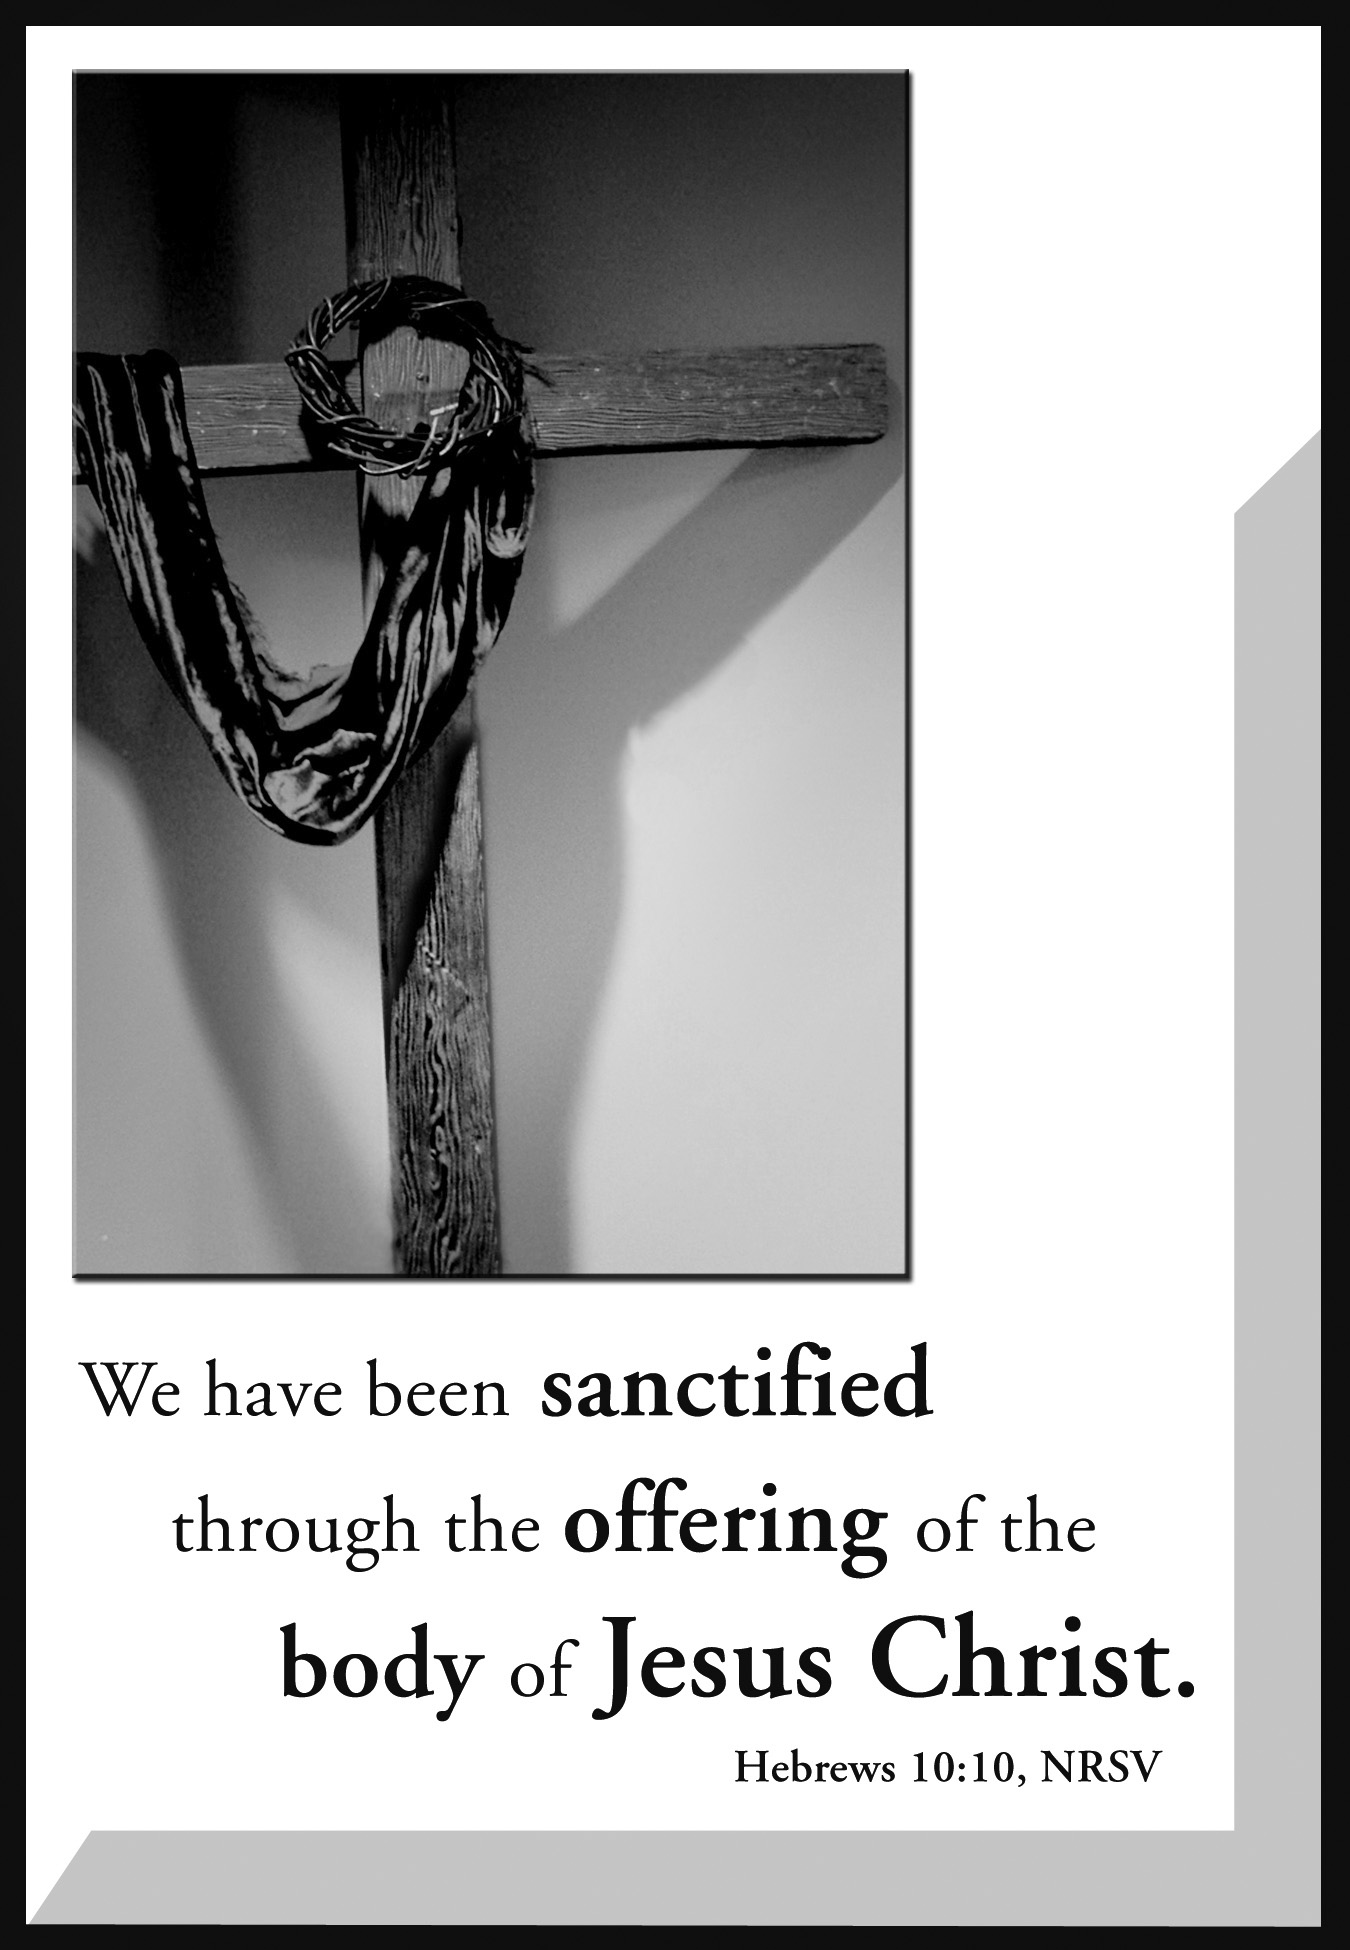 We have been sanctified
through the offering of the
body of Jesus Christ.
Hebrews 10:10, NRSV